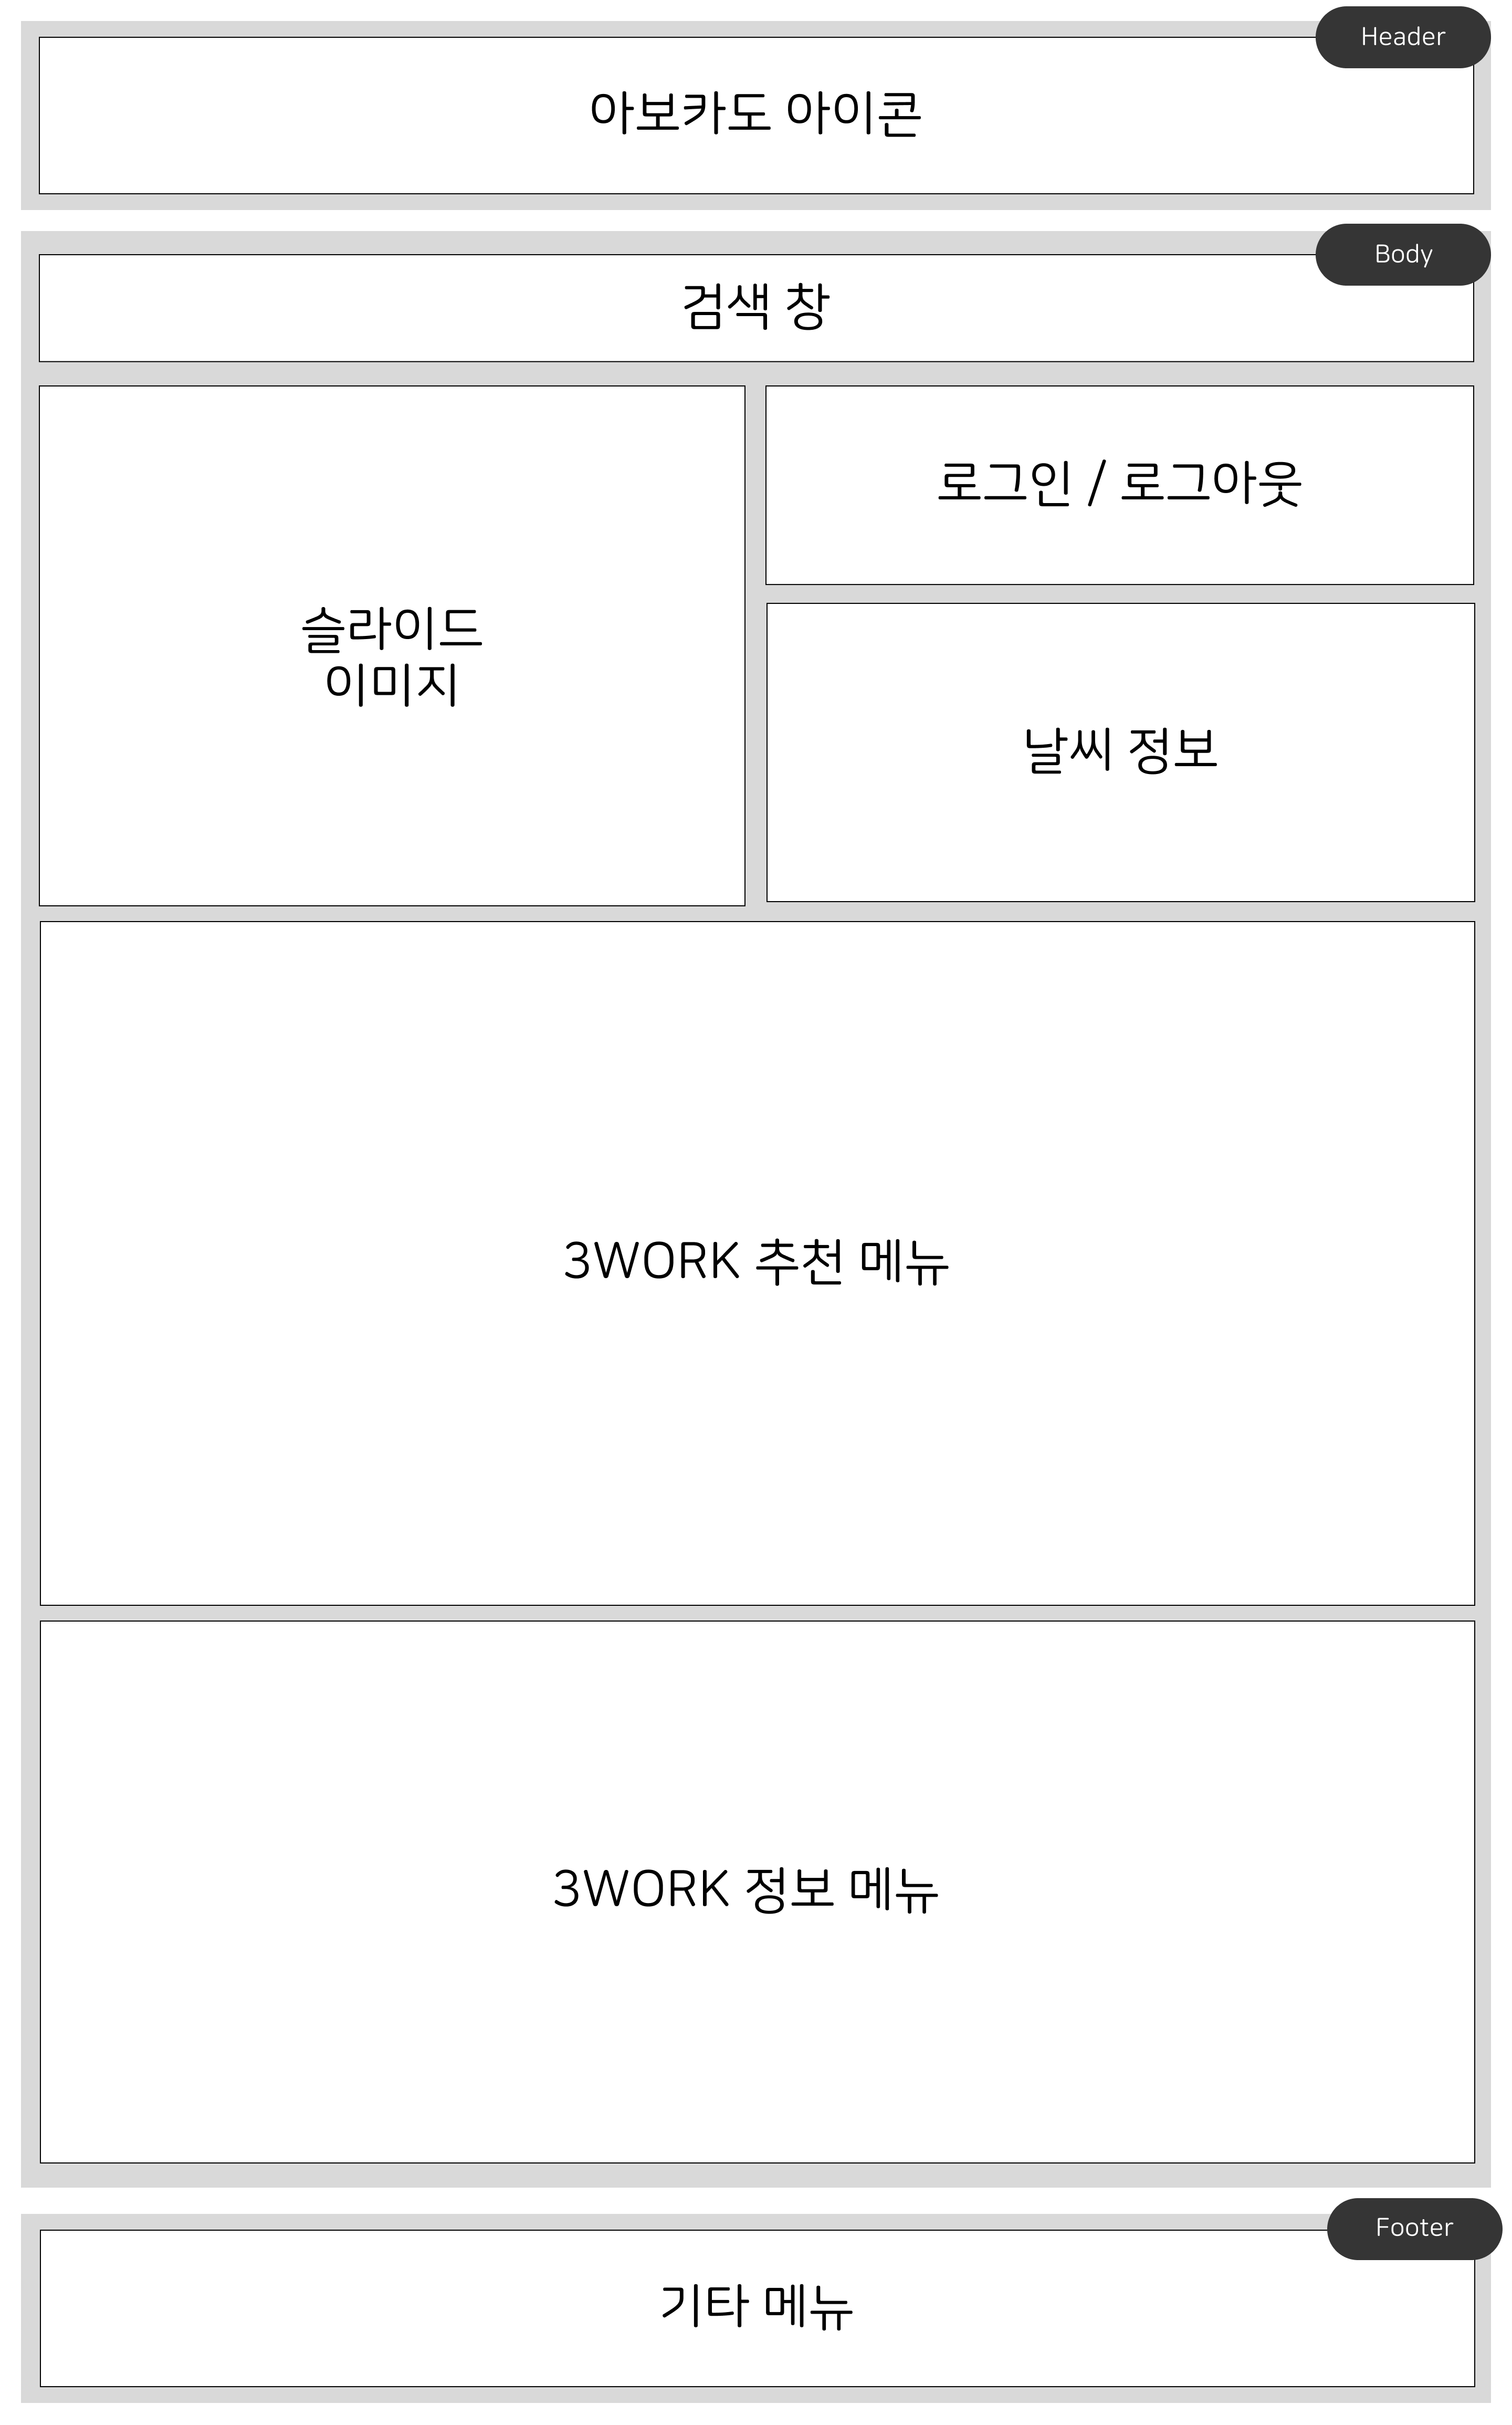 Header
아보카도 아이콘
Body
검색 창
슬라이드
이미지
로그인 / 로그아웃
날씨 정보
3WORK 추천 메뉴
3WORK 정보 메뉴
Footer
기타 메뉴